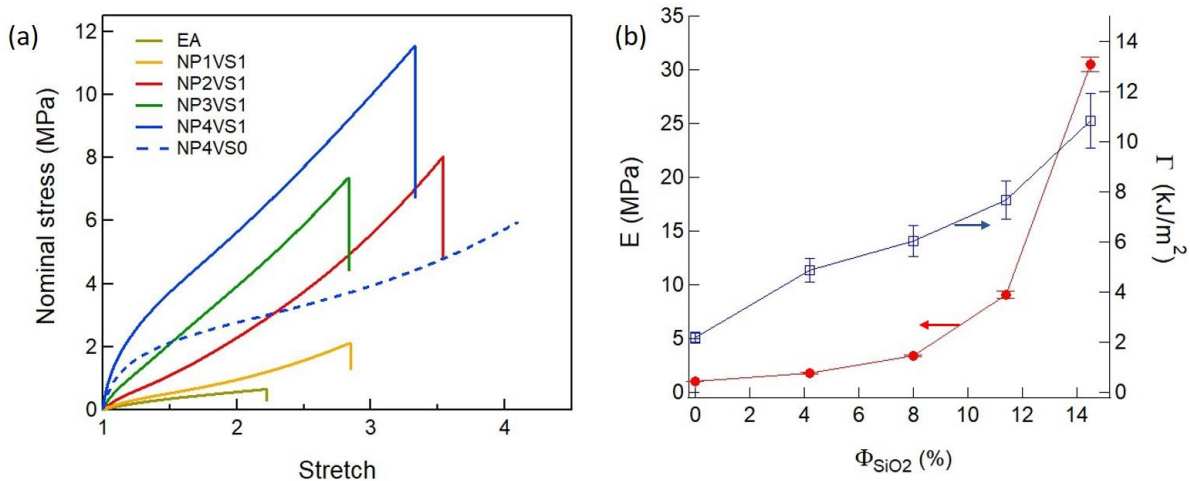 (a)
12
10
8
6
4
2
0
Nominal stress (MPa)
EA
NP1VS1
NP2VS1
NP3VS1
NP4VS1
NP4VS0
1
2
3
4
Stretch
(b)
35
30
25
20
15
10
5
0
E (MPa)
14
12
10
8
6
4
2
0
Γ (kJ/m²)
0
2
4
6
8
10
12
14
Φ_SiO2 (%)